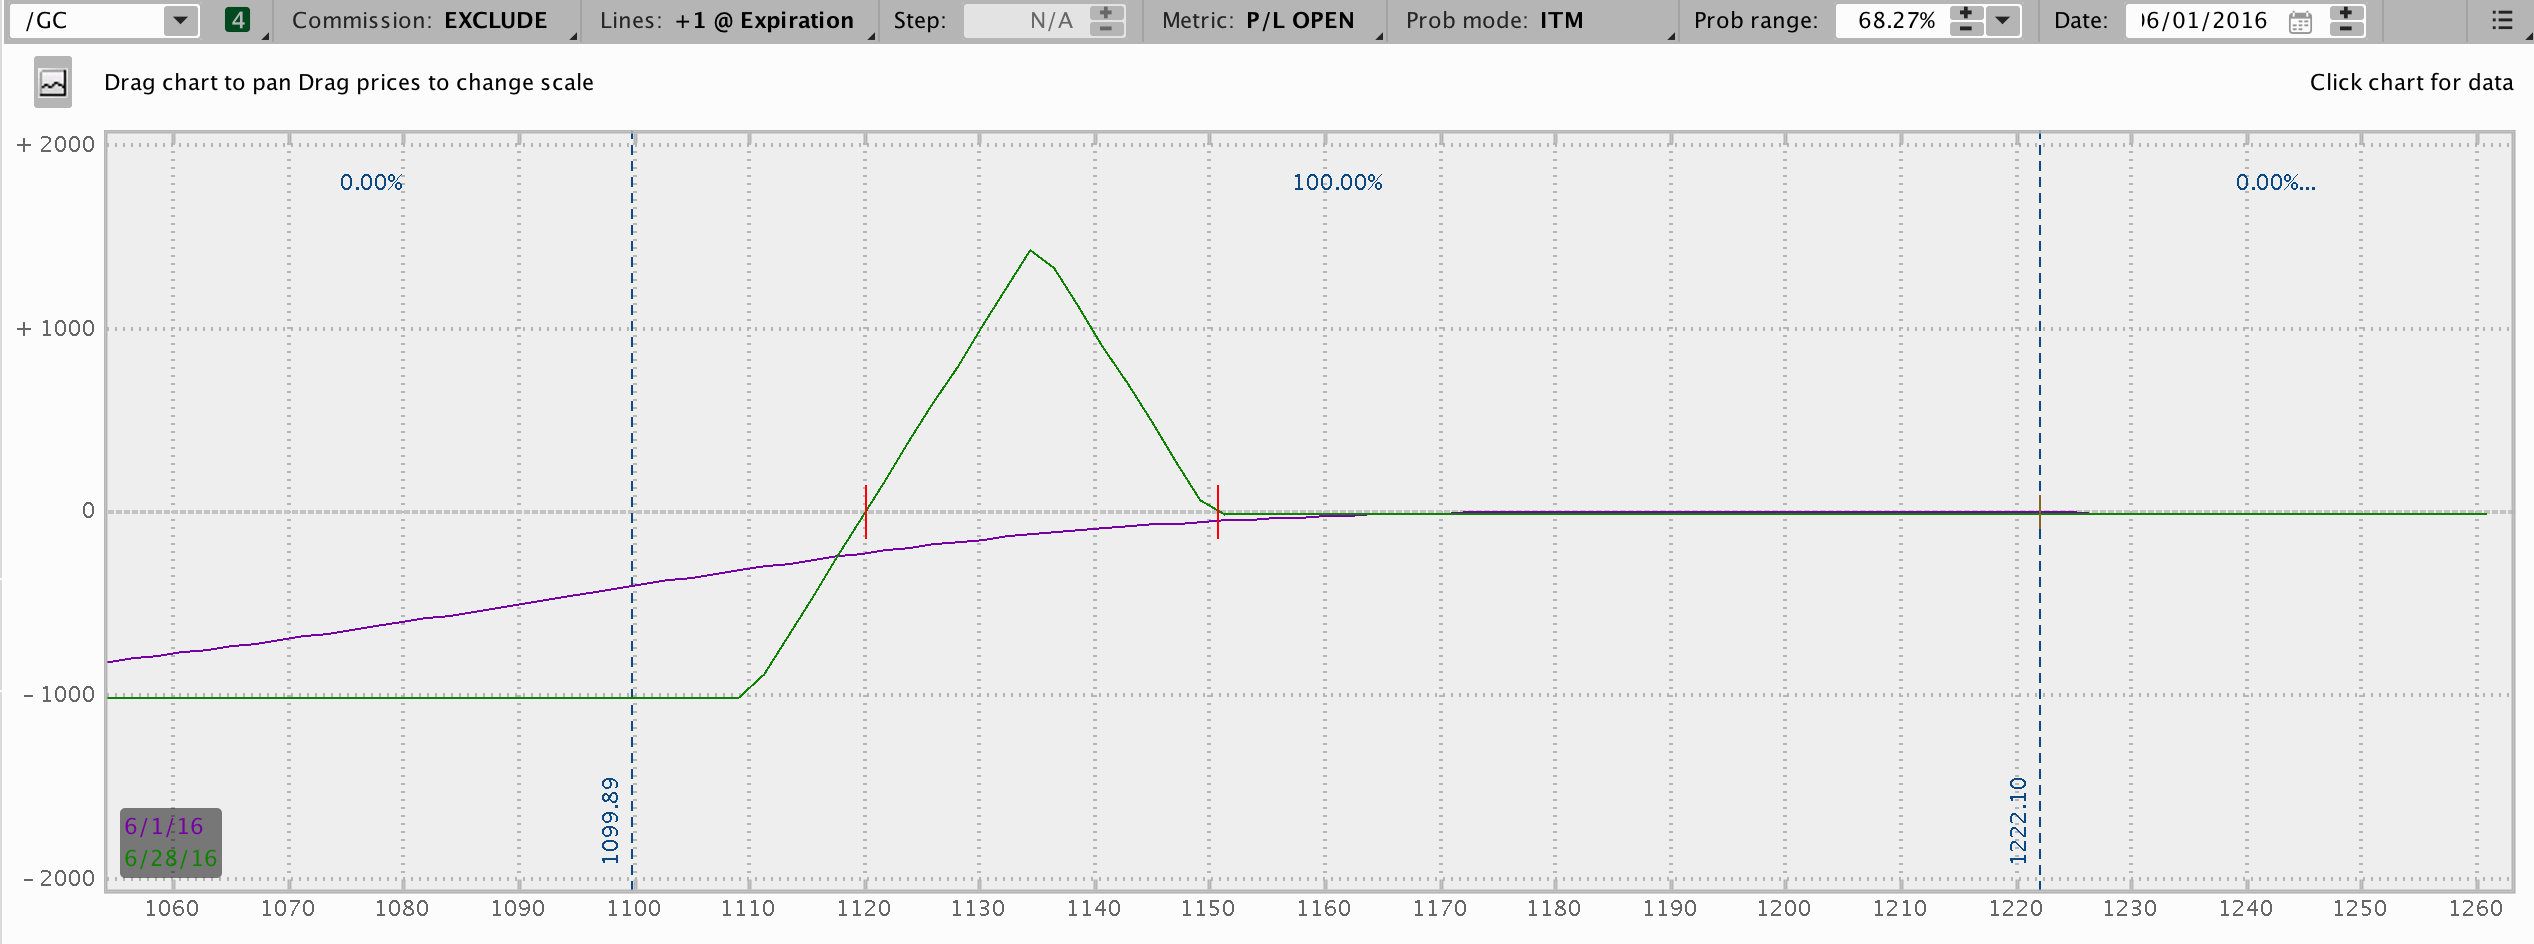 /GC 4 Commission: EXCLUDE Lines: +1 @ Expiration Step: N/A Metric: P/L OPEN Prob mode: ITM Prob range: 68.27% Date: 06/01/2016
Drag chart to pan Drag prices to change scale Click chart for data
+ 2000
0.00% 100.00% 0.00%...
+ 1000
0
- 1000
1099.89
1222.10
6/1/16
6/28/16
- 2000
1060 1070 1080 1090 1100 1110 1120 1130 1140 1150 1160 1170 1180 1190 1200 1210 1220 1230 1240 1250 1260